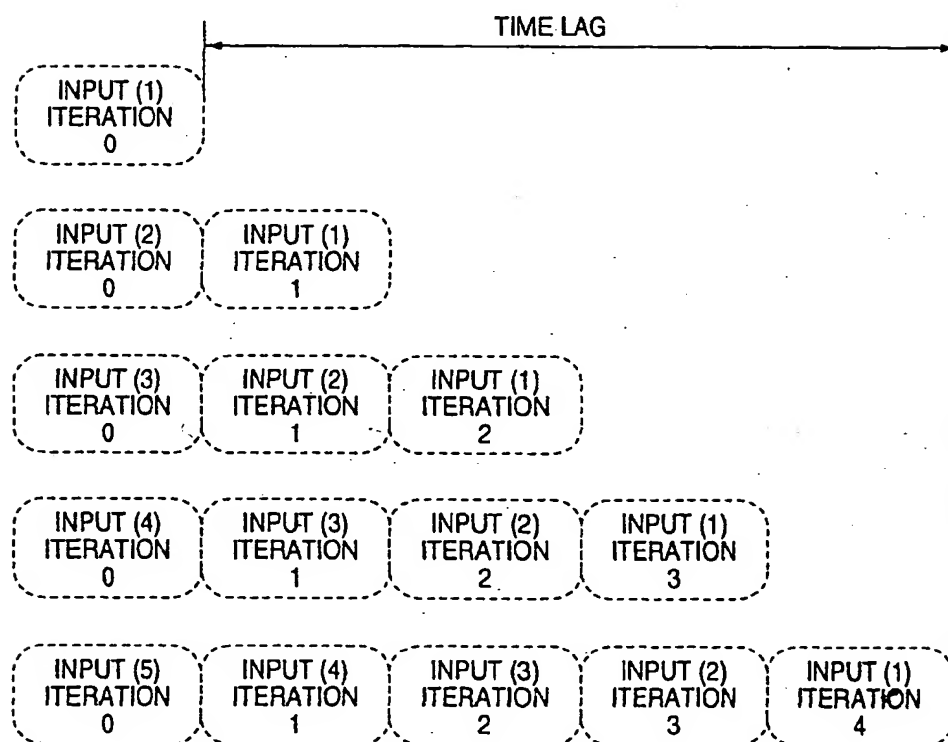 TIME LAG
INPUT (1)
ITERATION
0
INPUT (2)
ITERATION
0
INPUT (1)
ITERATION
1
INPUT (3)
ITERATION
0
INPUT (2)
ITERATION
1
INPUT (1)
ITERATION
2
INPUT (4)
ITERATION
0
INPUT (3)
ITERATION
1
INPUT (2)
ITERATION
2
INPUT (1)
ITERATION
3
INPUT (5)
ITERATION
0
INPUT (4)
ITERATION
1
INPUT (3)
ITERATION
2
INPUT (2)
ITERATION
3
INPUT (1)
ITERATION
4